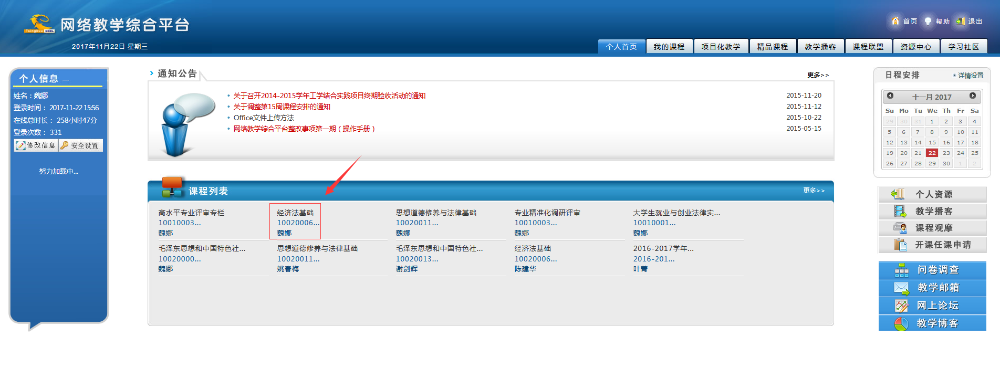 网络教学综合平台
Tsinghua EOL
2017年11月22日 星期三
首页 帮助 退出
个人首页 我的课程 项目化教学 精品课程 教学播客 课程联盟 资源中心 学习社区
个人信息
姓名：魏娜
登录时间： 2017-11-22 15:56
在线总时长： 258小时47分
登录次数： 331
修改信息 安全设置
努力加载中...
通知公告
更多>>
关于召开2014-2015学年工学结合实践项目终期验收活动的通知 2015-11-20
关于调整第15周课程安排的通知 2015-11-12
Office文件上传方法 2015-10-22
网络教学综合平台整改事项第一期（操作手册） 2015-05-15
课程列表
更多>>
高水平专业评审专栏
10010003...
魏娜
经济法基础
10020006...
魏娜
思想道德修养与法律基础
10020011...
魏娜
专业精准化调研评审
10010003...
魏娜
大学生就业与创业法律实...
10010001...
魏娜
毛泽东思想和中国特色社...
10020000...
魏娜
思想道德修养与法律基础
10020011...
姚春梅
毛泽东思想和中国特色社...
10020013...
谢剑辉
经济法基础
10020006...
陈建华
2016-2017学年...
2016-201...
叶菁
日程安排
详情设置
十一月 2017
Su Mo Tu We Th Fr Sa
29 30 31 1 2 3 4
5 6 7 8 9 10 11
12 13 14 15 16 17 18
19 20 21 22 23 24 25
26 27 28 29 30 1 2
个人资源
教学播客
课程观摩
开课任课申请
问卷调查
教学邮箱
网上论坛
教学博客